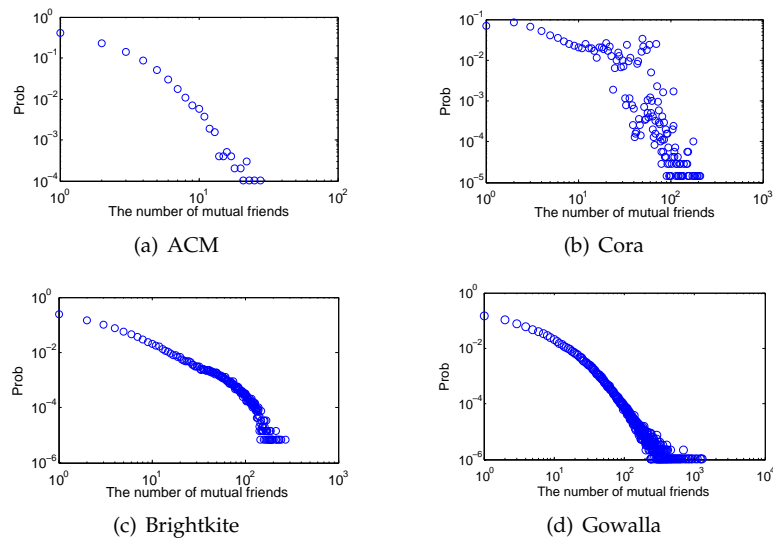 10^0
10^-1
10^-2
10^-3
10^-4
10^0
10^1
10^2
Prob
The number of mutual friends
(a) ACM
10^-1
10^-2
10^-3
10^-4
10^-5
10^0
10^1
10^2
10^3
Prob
The number of mutual friends
(b) Cora
10^0
10^-2
10^-4
10^-6
10^0
10^1
10^2
10^3
Prob
The number of mutual friends
(c) Brightkite
10^0
10^-2
10^-4
10^-6
10^0
10^1
10^2
10^3
10^4
Prob
The number of mutual friends
(d) Gowalla